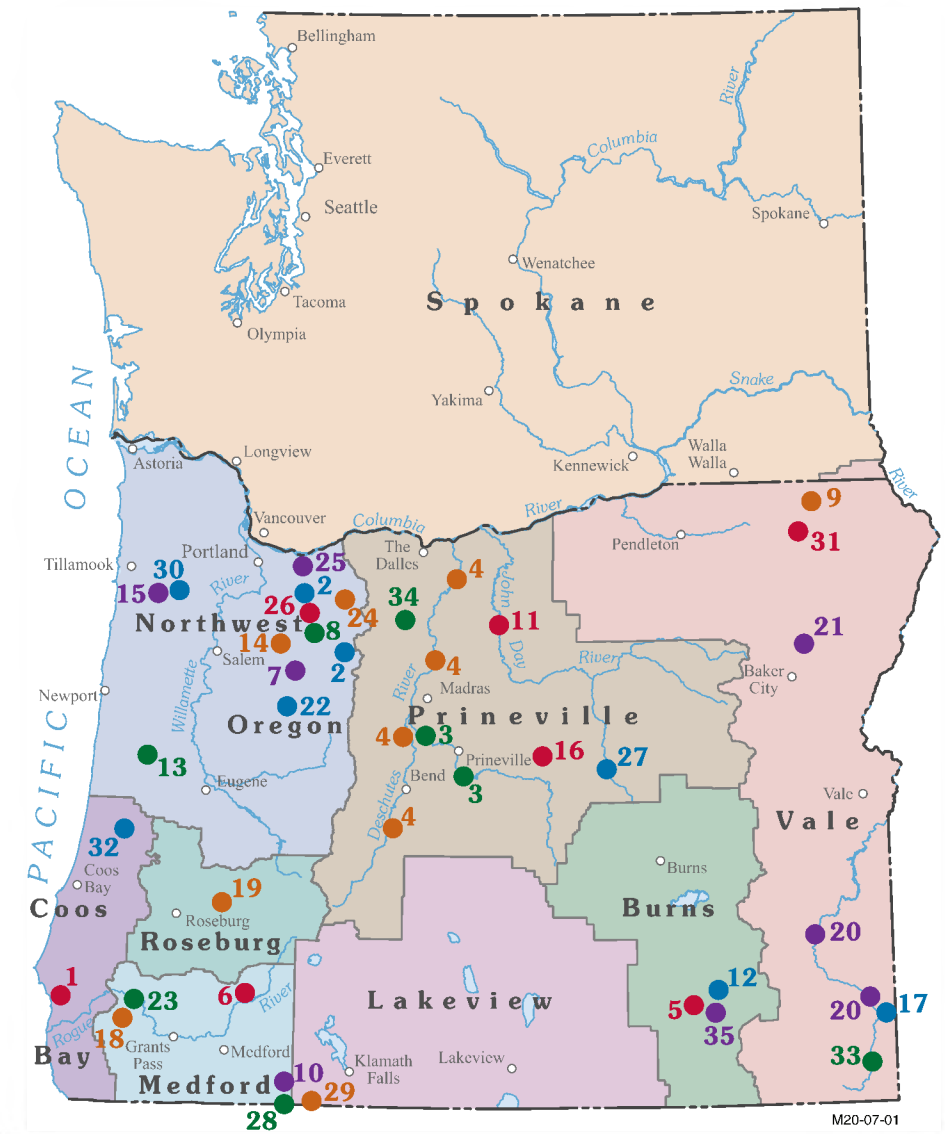 Bellingham
River
Columbia
Everett
Seattle
Spokane
Wenatchee
Tacoma
Spokane
Olympia
Snake
Yakima
OCEAN
Longview
Walla
Walla
Astoria
Kennewick
River
River
9
Vancouver
Columbia
Portland
The
Dalles
Pendleton
31
Tillamook
30
25
4
John
15
River
2
34
26
24
11
Northwest
8
14
21
Salem
2
Day
River
7
4
Baker
City
Newport
Willamette
River
Madras
22
Oregon
Prineville
4
3
13
Prineville
16
27
Eugene
Bend
3
Vale
PACIFIC
Deschutes
4
Vale
32
Coos
Bay
Burns
19
Coos
Roseburg
Burns
Roseburg
20
1
12
23
6
River
Lakeview
5
20
17
Rogue
18
35
Grants
Pass
Medford
Lakeview
33
Bay
Klamath
Falls
Medford
10
29
28
M20-07-01